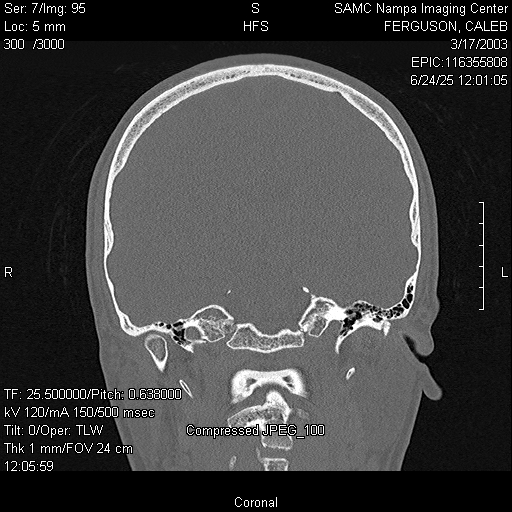 Ser: 7/Img: 95
Loc: 5 mm
300 /3000
S
HFS
SAMC Nampa Imaging Center
FERGUSON, CALEB
3/17/2003
EPIC:116355808
6/24/25 12:01:05
R
L
TF: 25.500000/Pitch: 0.638000
kV 120/mA 150/500 msec
Tilt: 0/Oper: TLW
Thk 1 mm/FOV 24 cm
12:05:59
Compressed JPEG_100
Coronal